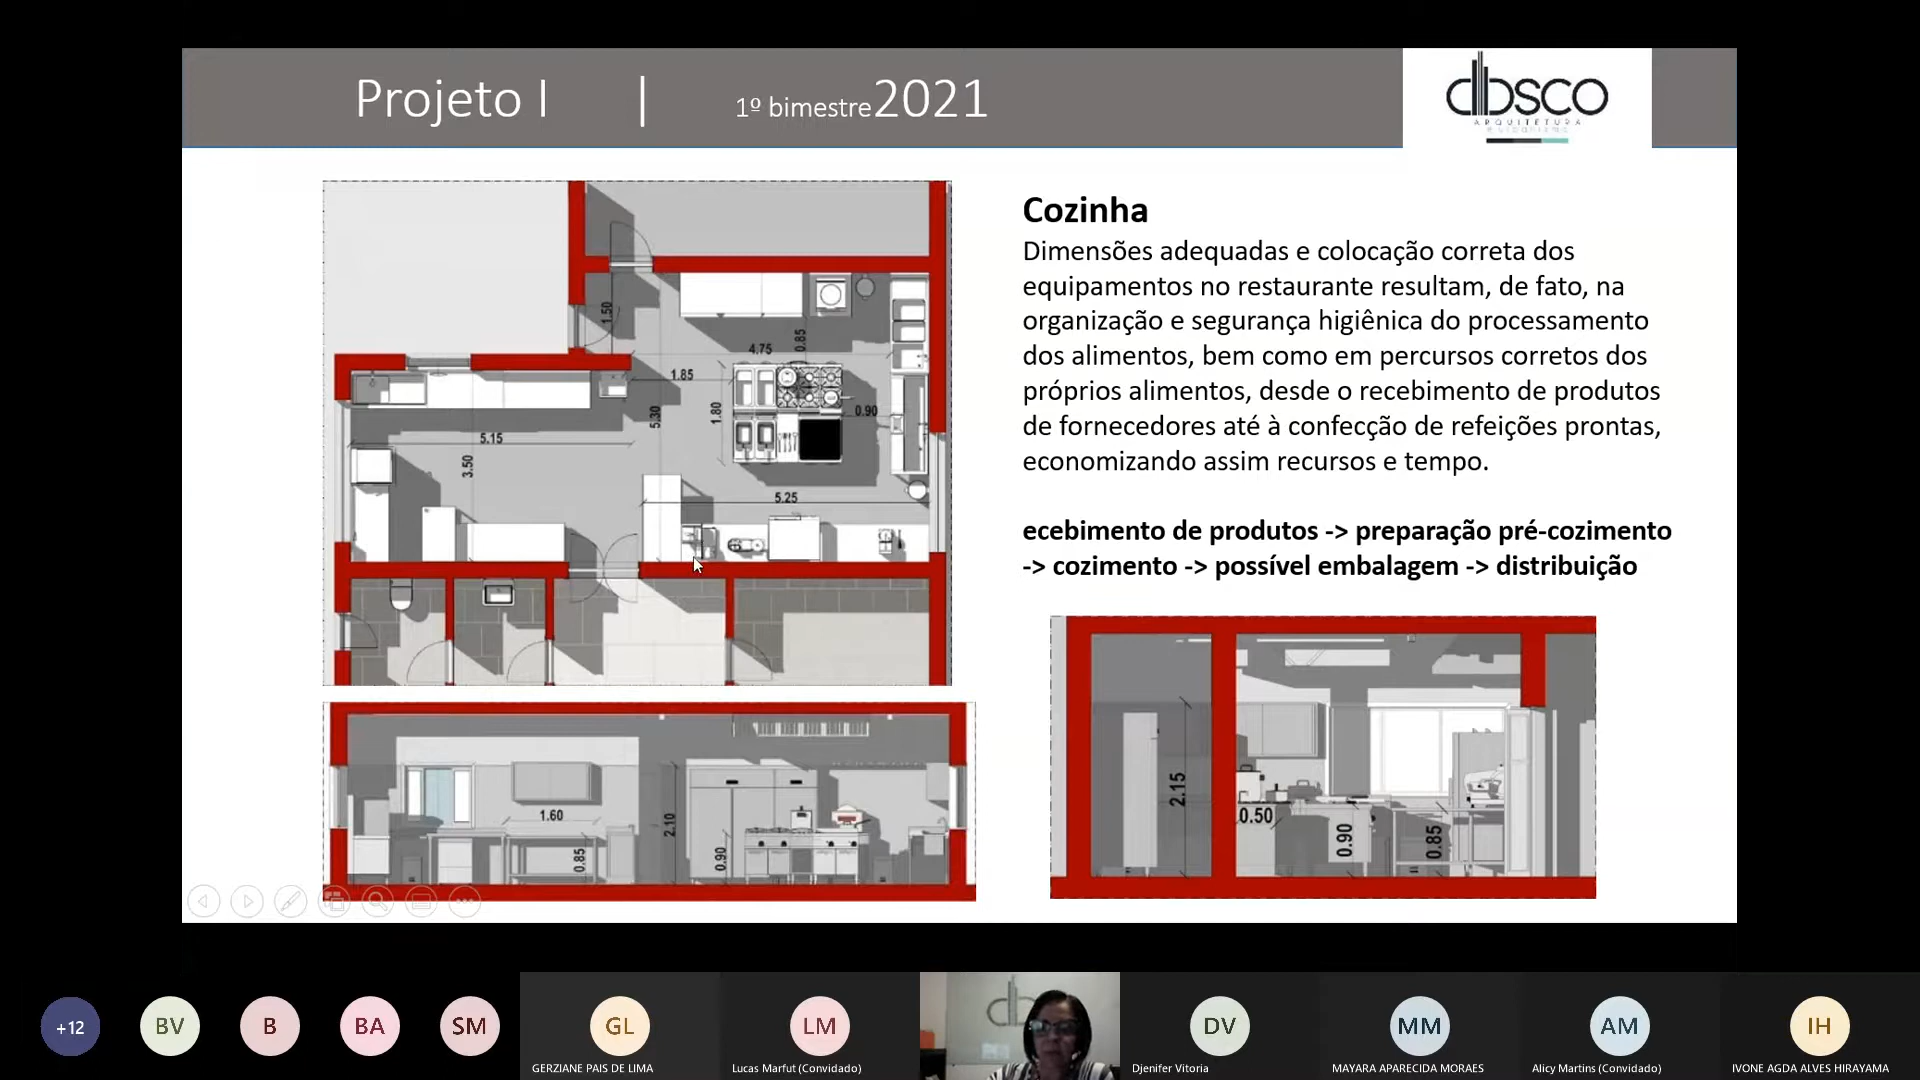 Projeto I | 1º bimestre2021
dbsco
ARQUITETURA
Cozinha
Dimensões adequadas e colocação correta dos
equipamentos no restaurante resultam, de fato, na
organização e segurança higiênica do processamento
dos alimentos, bem como em percursos corretos dos
próprios alimentos, desde o recebimento de produtos
de fornecedores até à confecção de refeições prontas,
economizando assim recursos e tempo.
ecebimento de produtos -> preparação pré-cozimento
-> cozimento -> possível embalagem -> distribuição
1.50
4.75
0.85
1.85
5.30
1.80
0.90
5.15
3.50
5.25
1.60
2.10
0.85
0.90
2.15
0.50
0.90
0.85
+12
BV
B
BA
SM
GL
LM
DV
MM
AM
IH
GERZIANE PAIS DE LIMA
Lucas Marfut (Convidado)
Djenifer Vitoria
MAYARA APARECIDA MORAES
Alicy Martins (Convidado)
IVONE AGDA ALVES HIRAYAMA